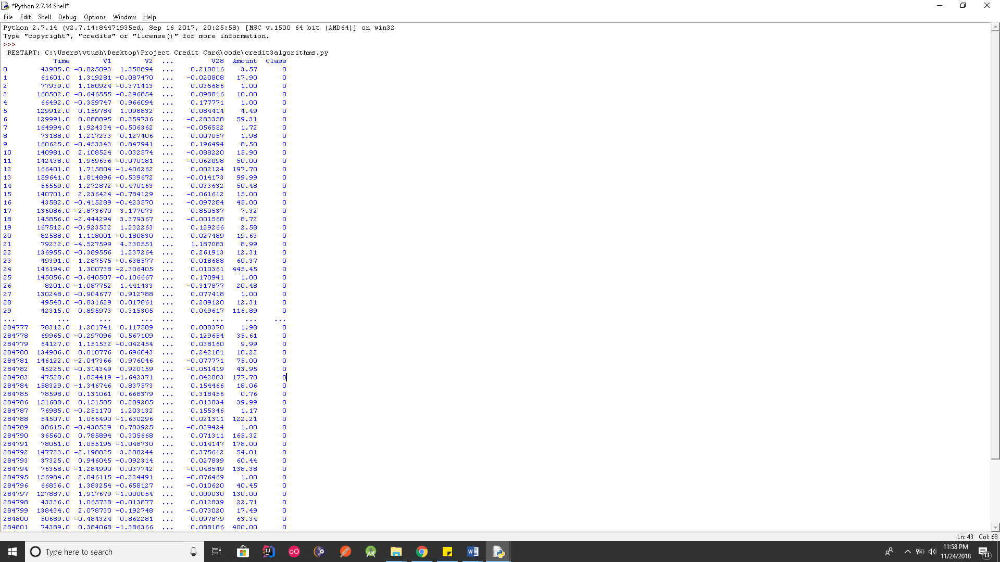 *Python 2.7.14 Shell*
File Edit Shell Debug Options Window Help
Python 2.7.14 (v2.7.14:84471935ed, Sep 16 2017, 20:25:58) [MSC v.1500 64 bit (AMD64)] on win32
Type "copyright", "credits" or "license()" for more information.
>>>
RESTART: C:\Users\vtush\Desktop\Project Credit Card\code\credit3algorithms.py
Time V1 V2 ... V28 Amount Class
0 43905.0 -0.825093 1.350894 ... 0.210016 3.57 0
1 61601.0 1.319281 -0.087470 ... -0.020808 17.90 0
2 77939.0 1.180924 -0.371413 ... 0.035686 1.00 0
3 160502.0 -0.646555 -0.296854 ... 0.098816 10.00 0
4 66492.0 -0.359747 0.966094 ... 0.177771 1.00 0
5 129912.0 0.159784 1.098832 ... 0.084414 4.49 0
6 129991.0 0.088895 0.359736 ... -0.283358 59.31 0
7 164994.0 1.924334 -0.506362 ... -0.056552 1.72 0
8 73188.0 1.217233 0.127406 ... 0.007057 1.98 0
9 160625.0 -0.453343 0.847941 ... 0.196494 8.50 0
10 140981.0 2.108524 0.032574 ... -0.088220 15.90 0
11 142438.0 1.969636 -0.070181 ... -0.062098 50.00 0
12 166401.0 1.715804 -1.406262 ... 0.002124 197.70 0
13 159641.0 1.814896 -0.539672 ... -0.014173 99.99 0
14 56559.0 1.272872 -0.470163 ... 0.033632 50.48 0
15 140701.0 2.236424 -0.784129 ... -0.061612 15.00 0
16 43582.0 -0.415289 -0.423570 ... -0.097284 45.00 0
17 136086.0 -2.873670 3.177073 ... 0.850537 7.32 0
18 145856.0 -2.444294 3.379367 ... -0.001568 8.72 0
19 167512.0 -0.923532 1.232263 ... 0.129266 2.58 0
20 82588.0 1.118001 -0.180830 ... 0.027489 19.63 0
21 79232.0 -4.527599 4.330551 ... 1.187083 8.99 0
22 136955.0 -0.389556 1.237264 ... 0.261913 12.31 0
23 49391.0 1.287575 -0.638577 ... 0.018688 60.37 0
24 146194.0 1.300738 -2.306405 ... 0.010361 445.45 0
25 145056.0 -0.640507 -0.106667 ... 0.170941 1.00 0
26 8201.0 -1.087752 1.441433 ... -0.317877 20.48 0
27 130248.0 -0.904677 0.912788 ... 0.077418 1.00 0
28 49540.0 -0.831629 0.017861 ... 0.209120 12.31 0
29 42315.0 0.895973 0.315305 ... 0.049617 116.89 0
... ... ... ... ... ... ... ...
284777 78312.0 1.201741 0.117589 ... 0.008370 1.98 0
284778 69965.0 -0.297096 0.567109 ... 0.129654 35.61 0
284779 64127.0 1.151532 -0.042454 ... 0.038160 9.99 0
284780 134906.0 0.010776 0.696043 ... 0.242181 10.22 0
284781 146122.0 -2.047366 0.976046 ... -0.077771 75.00 0
284782 45225.0 -0.314349 0.920159 ... -0.051419 43.95 0
284783 47528.0 1.054419 -1.642371 ... 0.042083 177.70 0
284784 158329.0 -1.346746 0.837573 ... 0.154466 18.06 0
284785 78598.0 0.131061 0.668379 ... 0.318456 0.76 0
284786 151688.0 0.151585 0.289205 ... 0.013834 39.99 0
284787 76985.0 -0.251170 1.203132 ... 0.155346 1.17 0
284788 54507.0 1.066490 -1.630296 ... 0.021311 122.21 0
284789 38615.0 -0.438539 0.703925 ... -0.039424 1.00 0
284790 36560.0 0.785894 0.305668 ... 0.071311 165.32 0
284791 78051.0 1.055195 -1.048730 ... 0.014147 178.00 0
284792 147723.0 -2.198825 3.208244 ... 0.375612 54.01 0
284793 37325.0 0.946045 -0.092314 ... 0.027839 60.44 0
284794 76358.0 -1.284990 0.037742 ... -0.048549 138.38 0
284795 156984.0 2.046115 -0.224491 ... -0.076469 1.00 0
284796 66836.0 1.383254 -0.658127 ... -0.010620 40.45 0
284797 127887.0 1.917679 -1.000054 ... 0.009030 130.00 0
284798 43336.0 1.065738 -0.013877 ... 0.012839 22.71 0
284799 138434.0 2.078730 -0.192748 ... -0.073020 17.49 0
284800 50689.0 -0.484324 0.862281 ... 0.097879 63.34 0
284801 74389.0 0.384068 -1.386366 ... 0.088186 400.00 0
Ln: 43 Col: 68
Type here to search
11:58 PM
11/24/2018
13